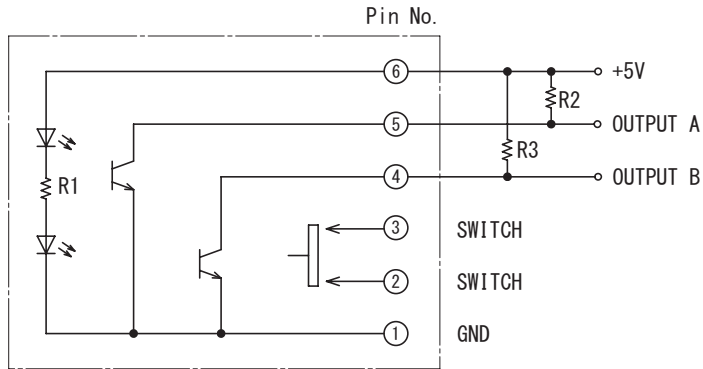 Pin No.
6 +5V
R2
5 OUTPUT A
R3
4 OUTPUT B
R1
3 SWITCH
2 SWITCH
1 GND